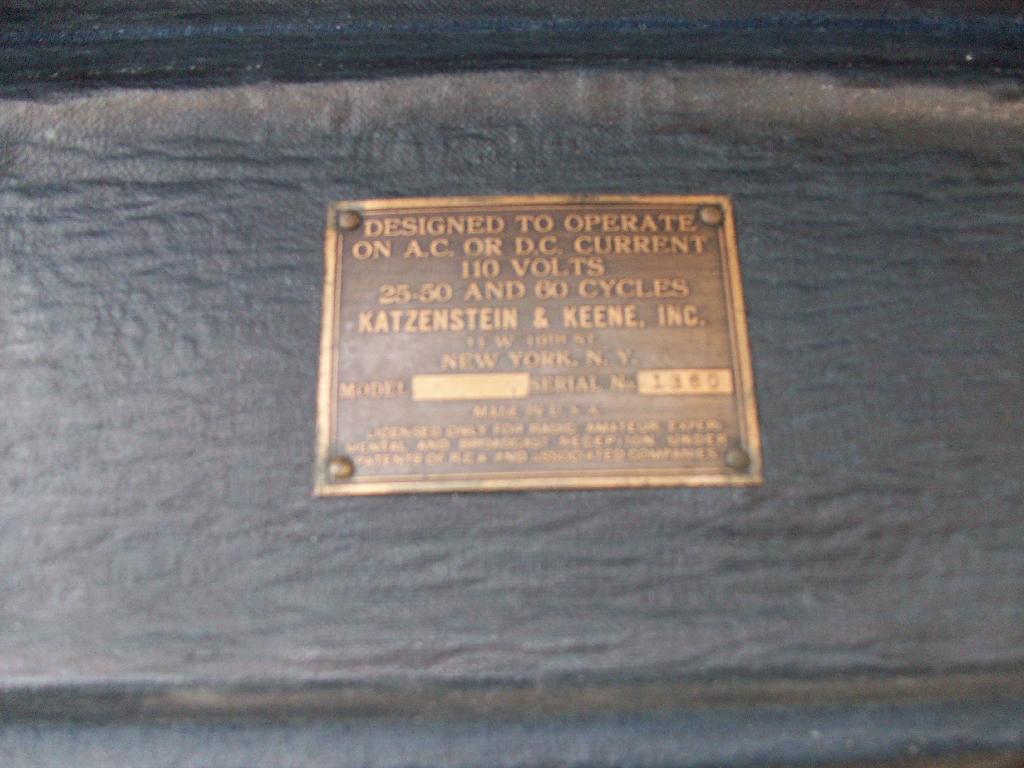 DESIGNED TO OPERATE
ON A.C. OR D.C. CURRENT
110 VOLTS
25-50 AND 60 CYCLES
KATZENSTEIN & KEENE, INC.
W. ST.
NEW YORK, N. Y.
MODEL SERIAL No 1360
MADE IN U.S.A.
LICENSED ONLY FOR RADIO AMATEUR, EXPERI-
MENTAL AND BROADCAST RECEPTION UNDER
PATENTS OF R.C.A. AND ASSOCIATED COMPANIES